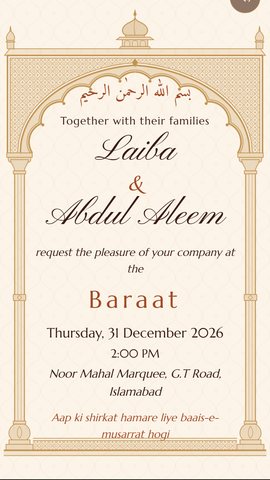 بسم الله الرحمن الرحيم
Together with their families
Laiba
&
Abdul Aleem
request the pleasure of your company at
the
Baraat
Thursday, 31 December 2026
2:00 PM
Noor Mahal Marquee, G.T Road,
Islamabad
Aap ki shirkat hamare liye baais-e-
musarrat hogi